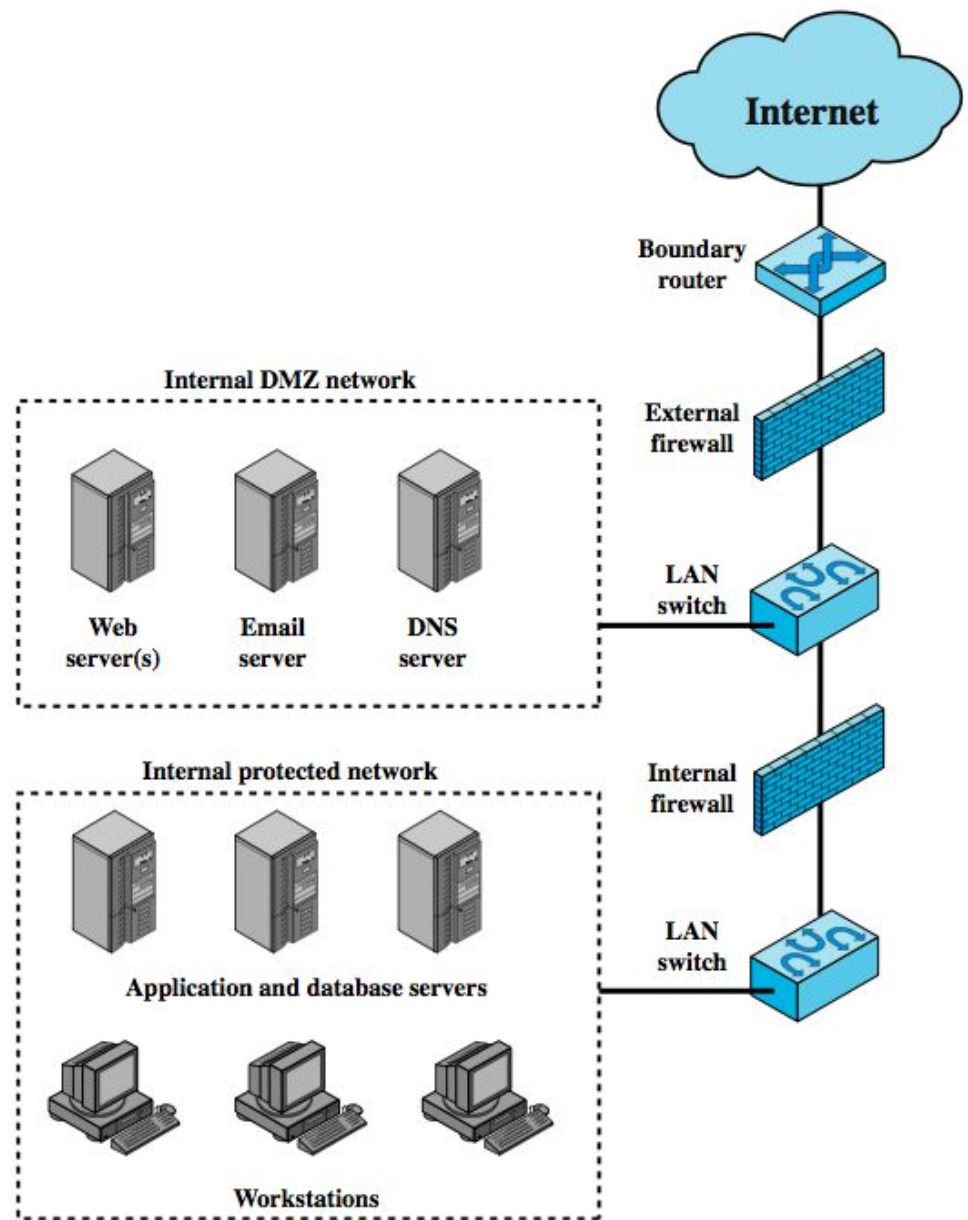 Internet
Boundary
router
Internal DMZ network
External
firewall
LAN
switch
Web
server(s)
Email
server
DNS
server
Internal protected network
Internal
firewall
LAN
switch
Application and database servers
Workstations